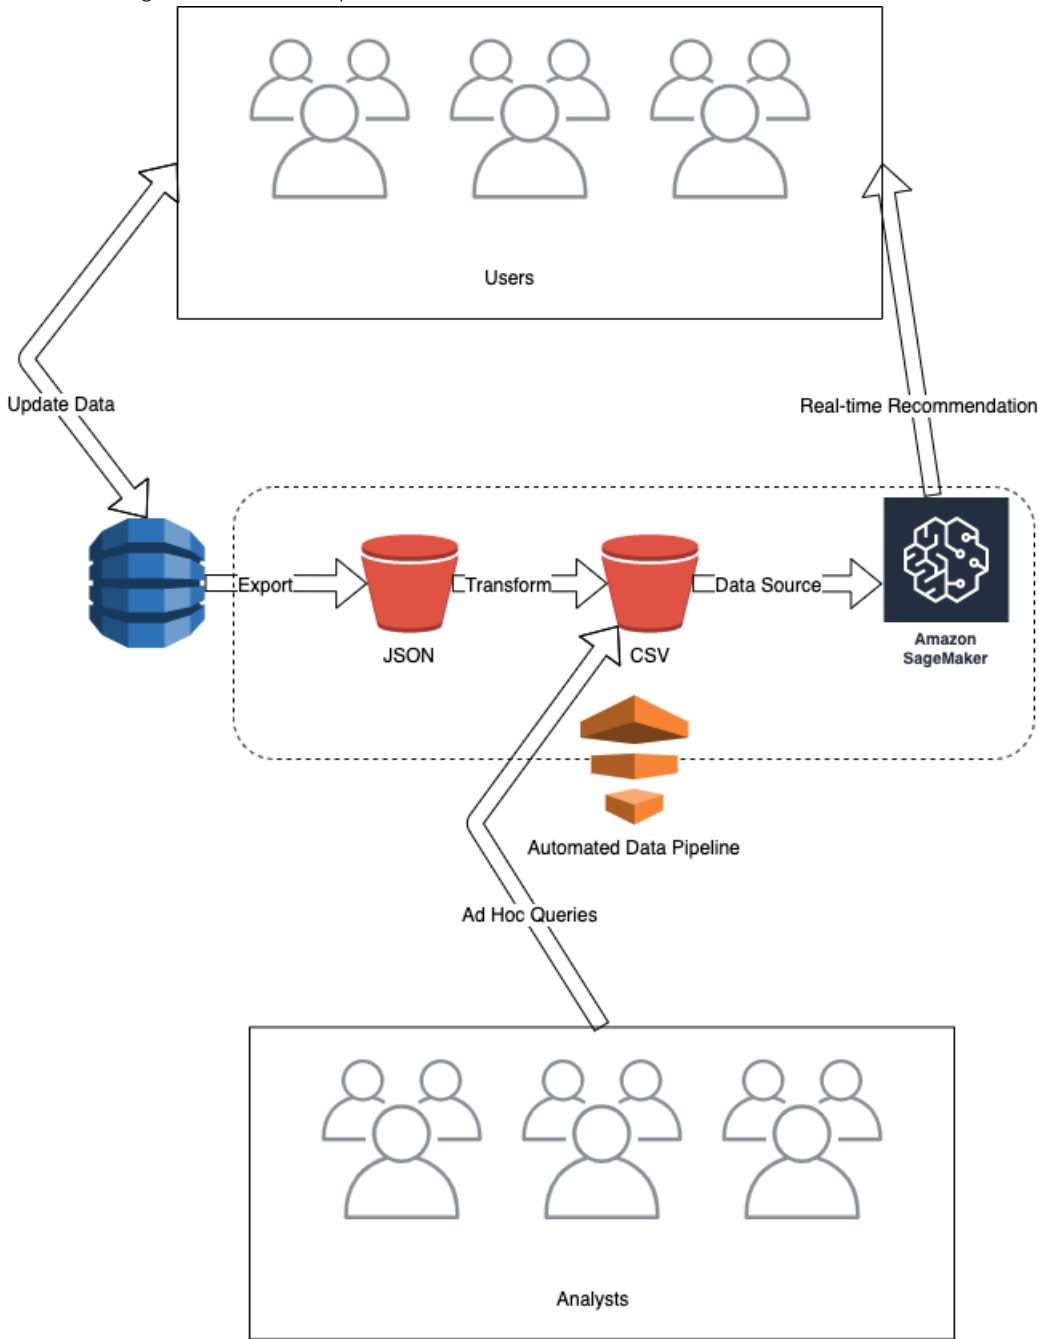 Users
Update Data
Real-time Recommendation
Export
Transform
Data Source
JSON
CSV
Amazon
SageMaker
Automated Data Pipeline
Ad Hoc Queries
Analysts